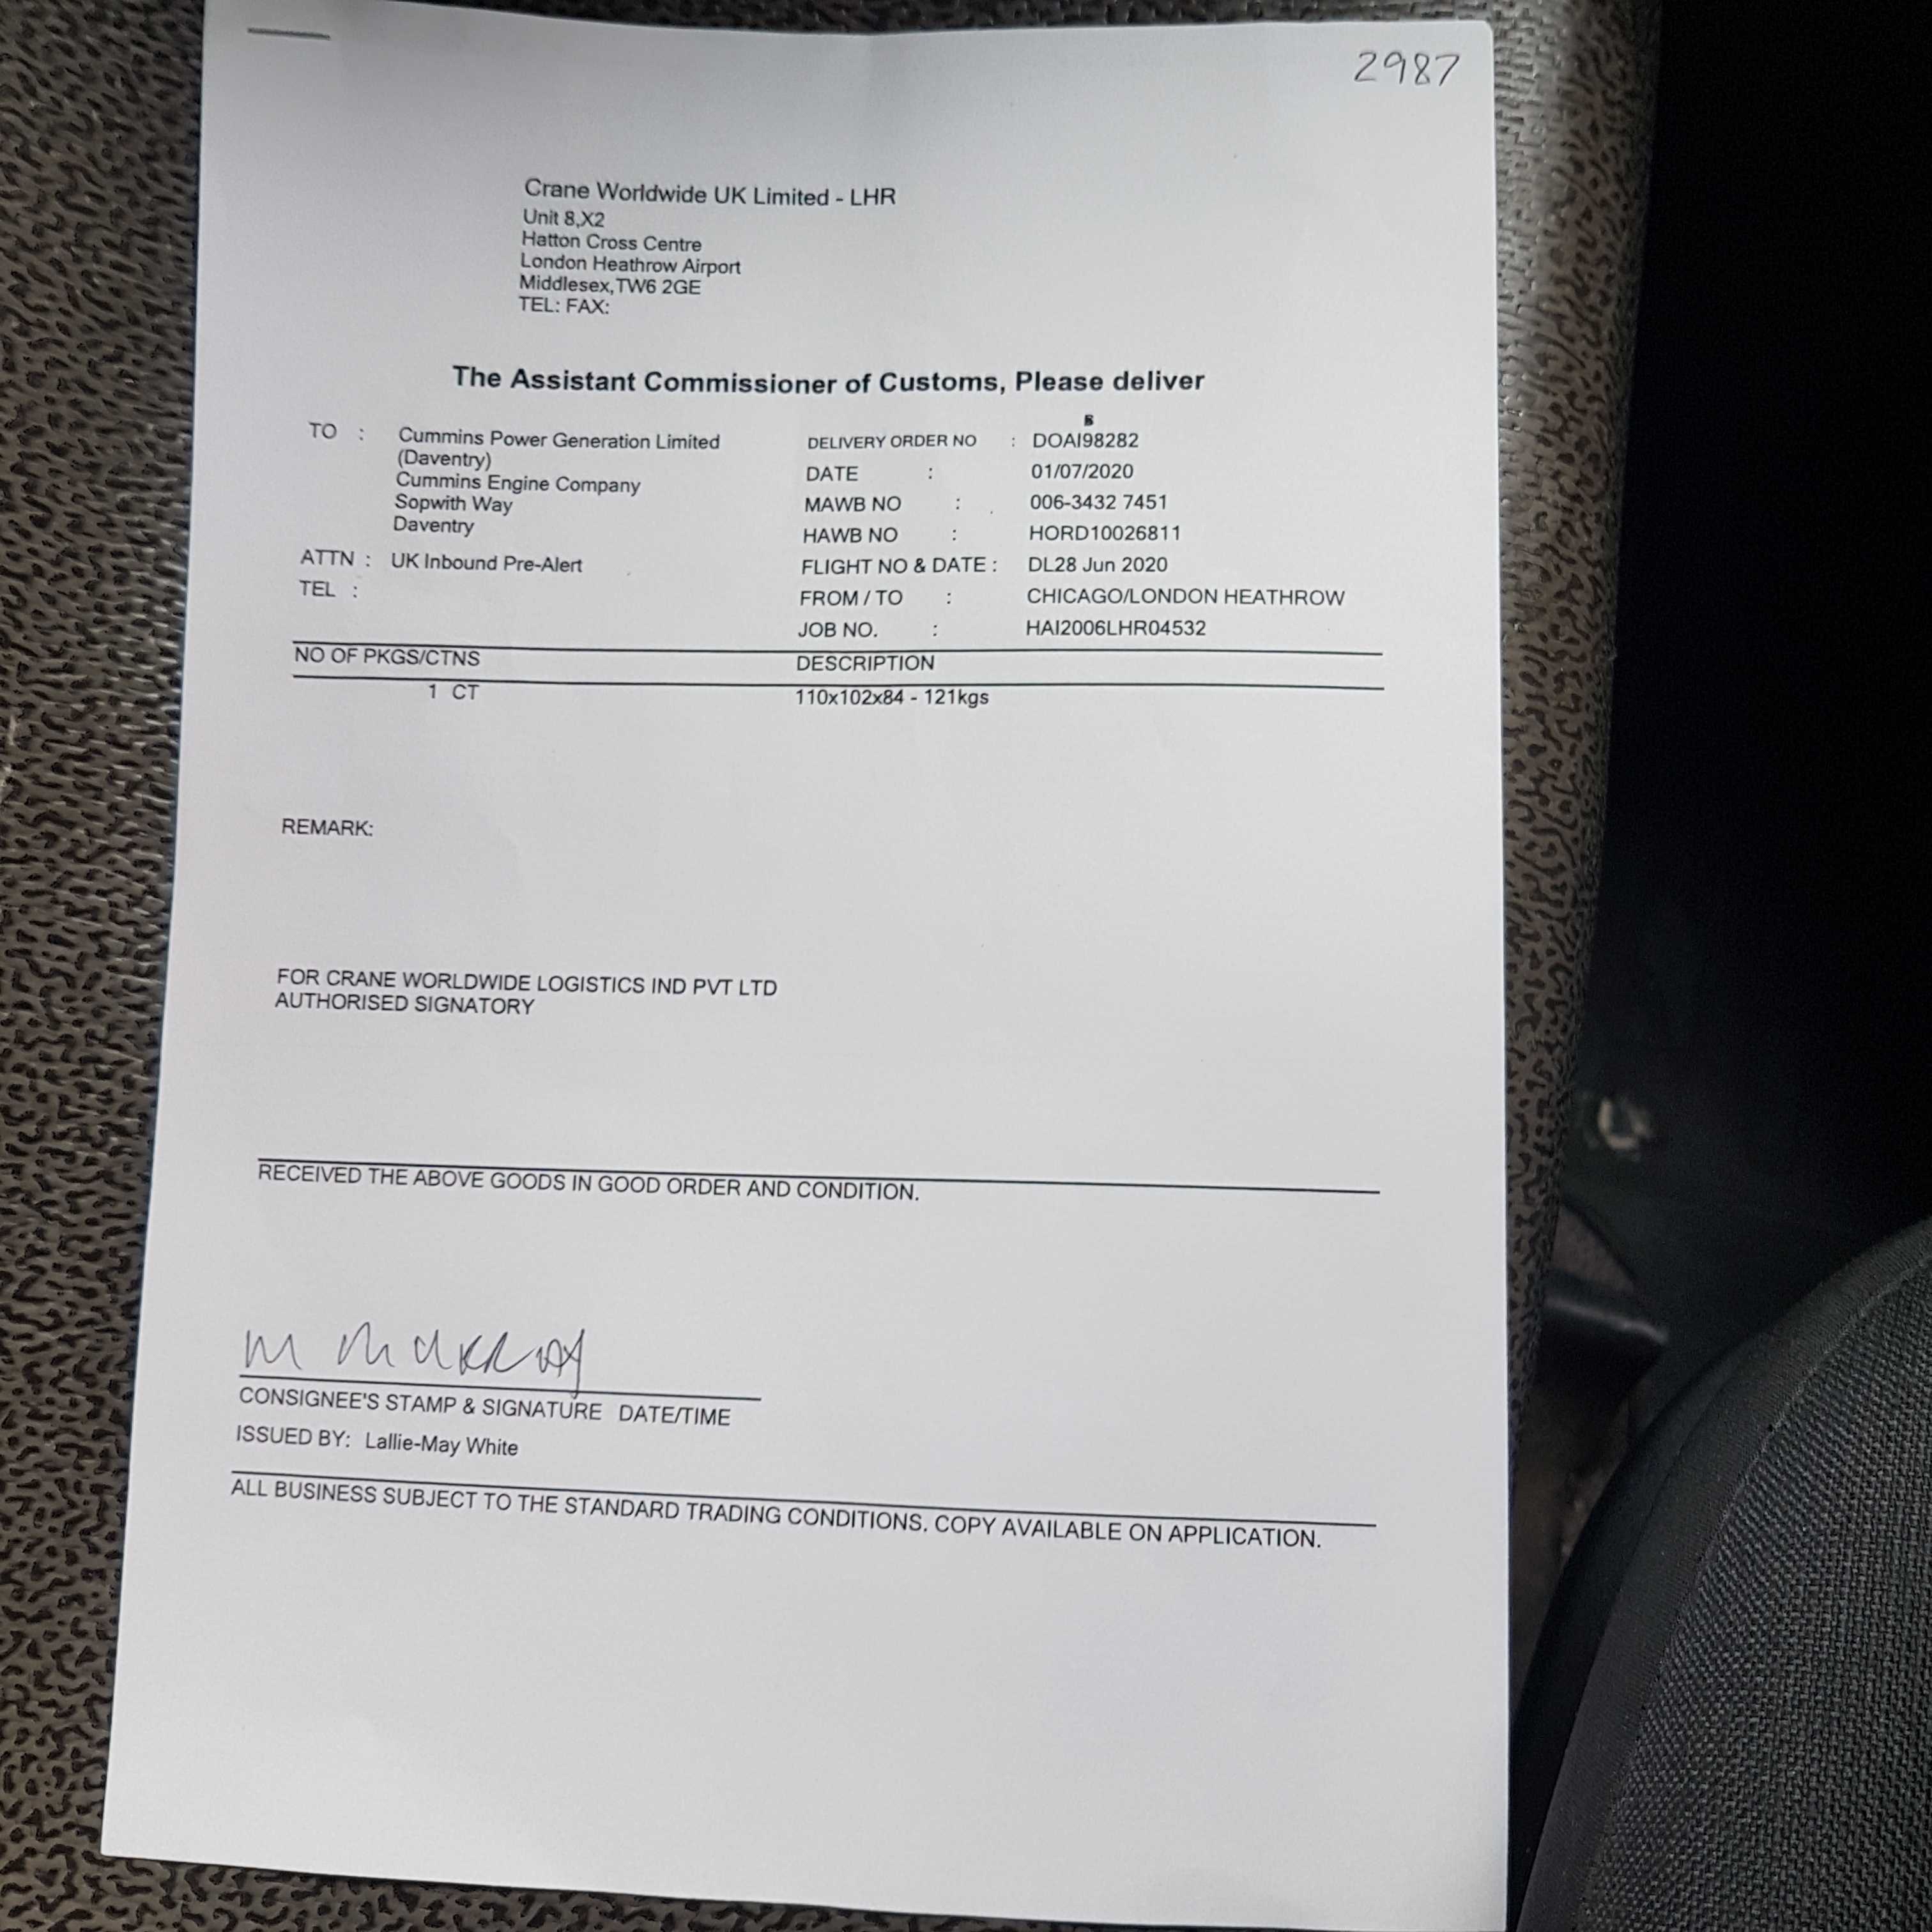 2987
Crane Worldwide UK Limited - LHR
Unit 8,X2
Hatton Cross Centre
London Heathrow Airport
Middlesex,TW6 2GE
TEL: FAX:
The Assistant Commissioner of Customs, Please deliver
TO : Cummins Power Generation Limited
(Daventry)
Cummins Engine Company
Sopwith Way
Daventry
ATTN : UK Inbound Pre-Alert
TEL :
DELIVERY ORDER NO : DOAI98282
DATE : 01/07/2020
MAWB NO : 006-3432 7451
HAWB NO : HORD10026811
FLIGHT NO & DATE : DL28 Jun 2020
FROM / TO : CHICAGO/LONDON HEATHROW
JOB NO. : HAI2006LHR04532
NO OF PKGS/CTNS DESCRIPTION
1 CT 110x102x84 - 121kgs
REMARK:
FOR CRANE WORLDWIDE LOGISTICS IND PVT LTD
AUTHORISED SIGNATORY
RECEIVED THE ABOVE GOODS IN GOOD ORDER AND CONDITION.
M MURRAY
CONSIGNEE'S STAMP & SIGNATURE DATE/TIME
ISSUED BY: Lallie-May White
ALL BUSINESS SUBJECT TO THE STANDARD TRADING CONDITIONS. COPY AVAILABLE ON APPLICATION.